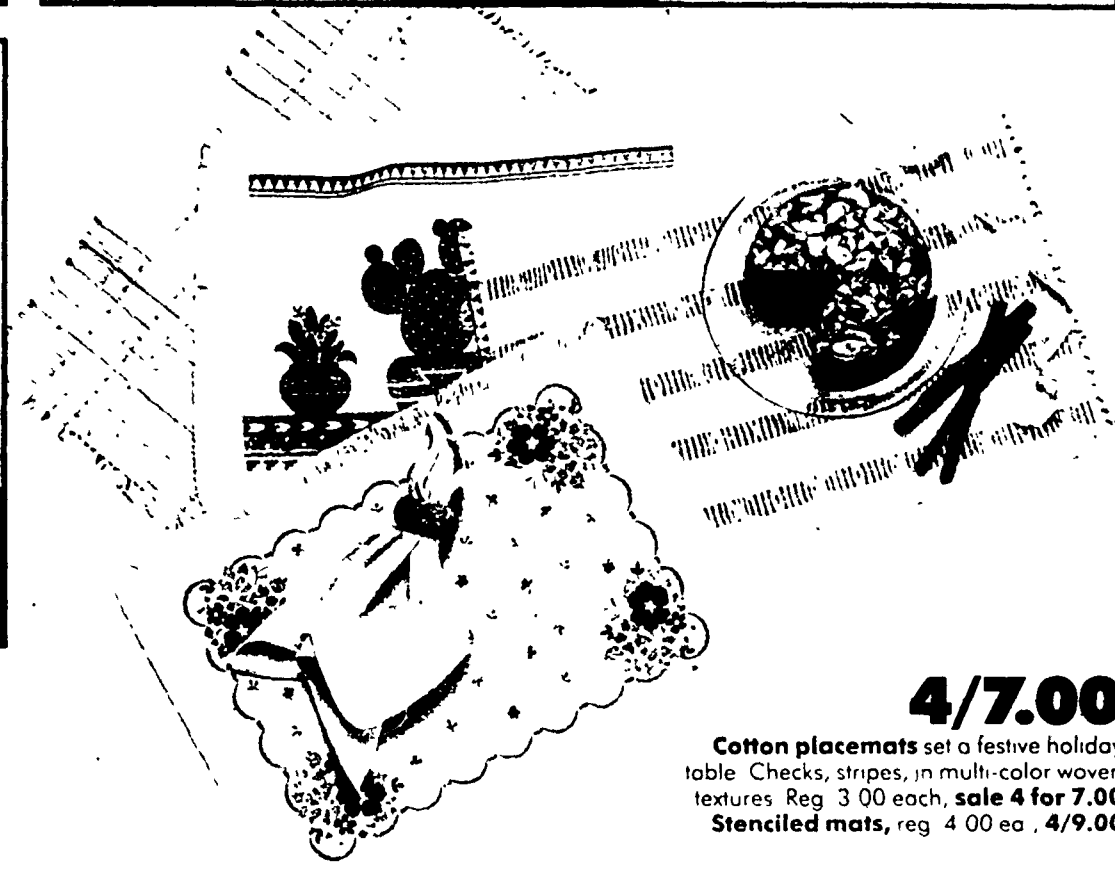 4/7.00
Cotton placemats set a festive holiday
table Checks, stripes, in multi-color woven
textures Reg 3 00 each, sale 4 for 7.00
Stenciled mats, reg 4 00 ea , 4/9.00